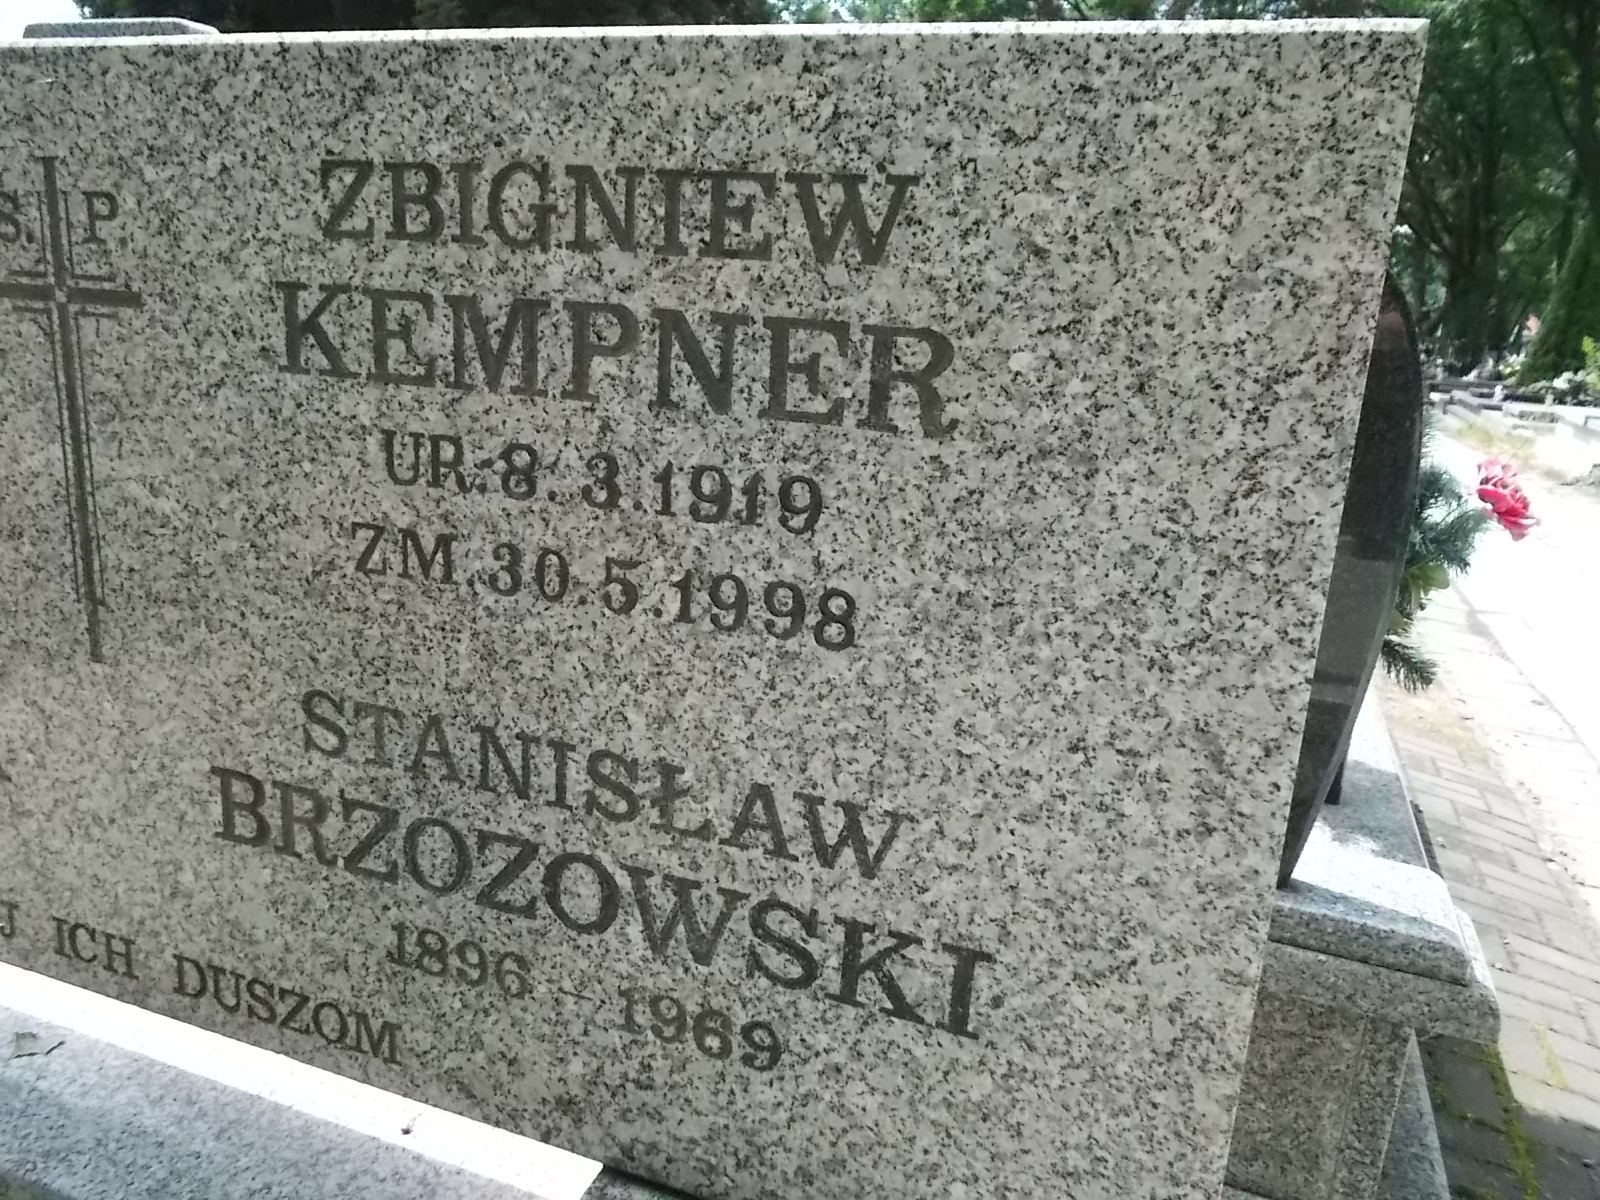 S. P.
ZBIGNIEW
KEMPNER
UR. 8. 3. 1919
ZM. 30. 5. 1998
STANISŁAW
BRZOZOWSKI
1896 - 1969
ICH DUSZOM